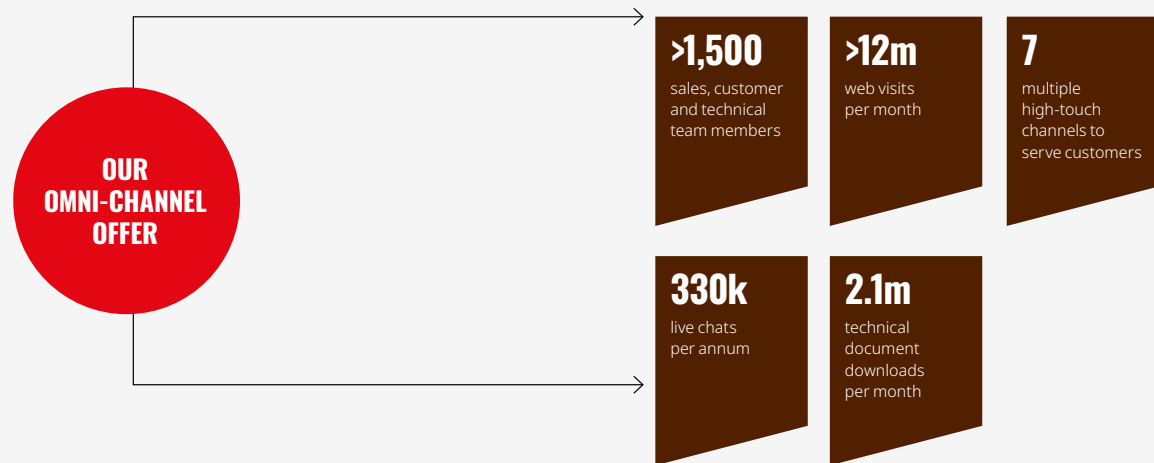 OUR
OMNI-CHANNEL
OFFER
>1,500
sales, customer
and technical
team members
>12m
web visits
per month
7
multiple
high-touch
channels to
serve customers
330k
live chats
per annum
2.1m
technical
document
downloads
per month